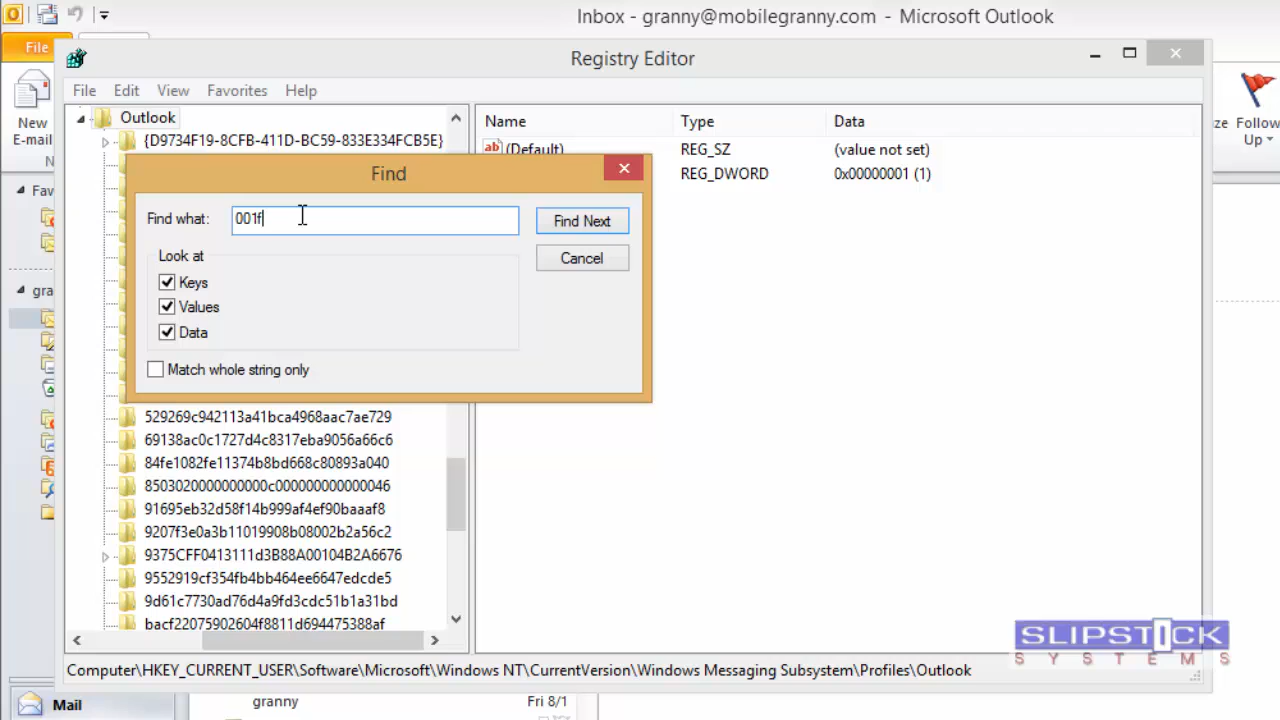 Inbox - granny@mobilegranny.com - Microsoft Outlook
File
Registry Editor
File Edit View Favorites Help
New
E-mail
Follow
Up
Fav
gra
Outlook
{D9734F19-8CFB-411D-BC59-833E334FCB5E}
Name Type Data
(Default) REG_SZ (value not set)
REG_DWORD 0x00000001 (1)
Find
Find what: 001f Find Next
Look at
Cancel
Keys
Values
Data
Match whole string only
529269c942113a41bca4968aac7ae729
69138ac0c1727d4c8317eba9056a66c6
84fe1082fe11374b8bd668c80893a040
8503020000000000c000000000000046
91695eb32d58f14b999af4ef90baaaf8
9207f3e0a3b11019908b08002b2a56c2
9375CFF0413111d3B88A00104B2A6676
9552919cf354fb4bb464ee6647edcde5
9d61c7730ad76d4a9fd3cdc51b1a31bd
bacf22075902604f8811d694475388af
SLIPSTICK
SYSTEMS
Computer\HKEY_CURRENT_USER\Software\Microsoft\Windows NT\CurrentVersion\Windows Messaging Subsystem\Profiles\Outlook
Mail
granny Fri 8/1